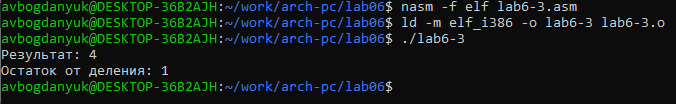 avbogdanyuk@DESKTOP-36B2AJH:~/work/arch-pc/lab06$ nasm -f elf lab6-3.asm
avbogdanyuk@DESKTOP-36B2AJH:~/work/arch-pc/lab06$ ld -m elf_i386 -o lab6-3 lab6-3.o
avbogdanyuk@DESKTOP-36B2AJH:~/work/arch-pc/lab06$ ./lab6-3
Результат: 4
Остаток от деления: 1
avbogdanyuk@DESKTOP-36B2AJH:~/work/arch-pc/lab06$